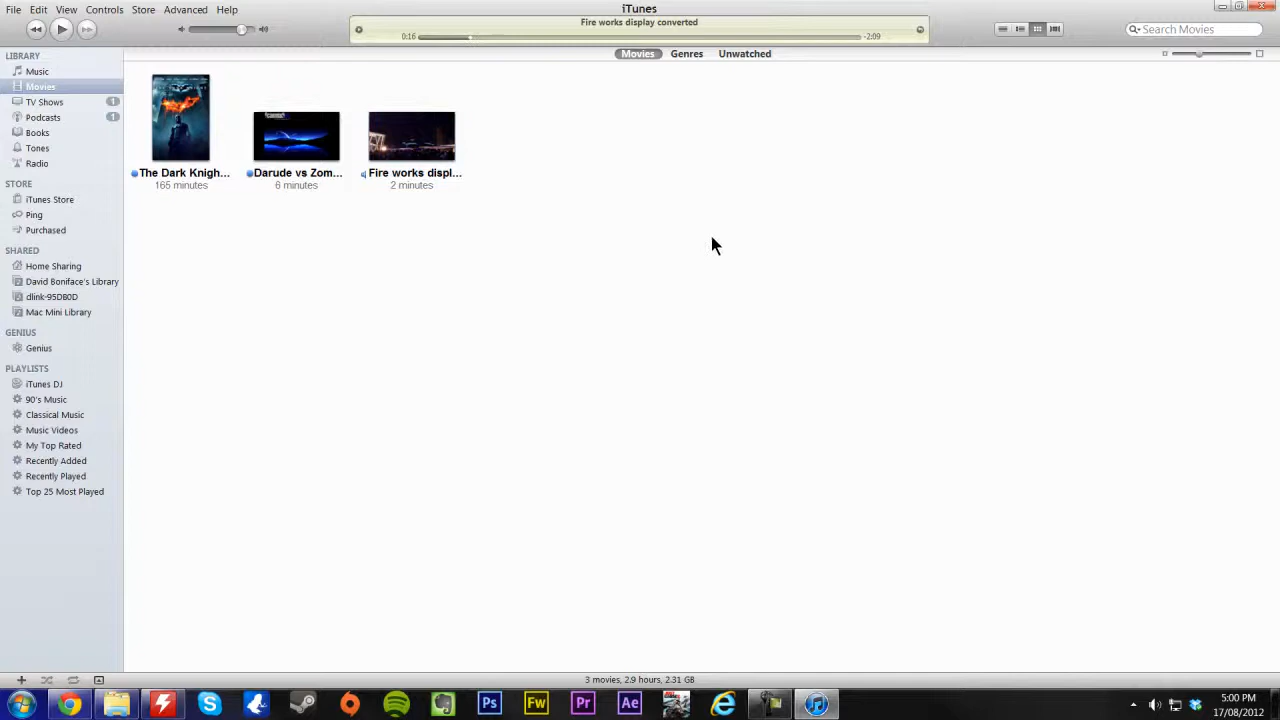 iTunes
File Edit View Controls Store Advanced Help
Fire works display converted
0:16 -2:09
Search Movies
Movies Genres Unwatched
LIBRARY
Music
Movies
TV Shows 1
Podcasts 1
Books
Tones
Radio
STORE
iTunes Store
Ping
Purchased
SHARED
Home Sharing
David Boniface's Library
dlink-95DB0D
Mac Mini Library
GENIUS
Genius
PLAYLISTS
iTunes DJ
90's Music
Classical Music
Music Videos
My Top Rated
Recently Added
Recently Played
Top 25 Most Played
The Dark Knigh... Darude vs Zom... Fire works displ...
165 minutes 6 minutes 2 minutes
3 movies, 2.9 hours, 2.31 GB
Ps Fw Pr Ae
5:00 PM
17/08/2012